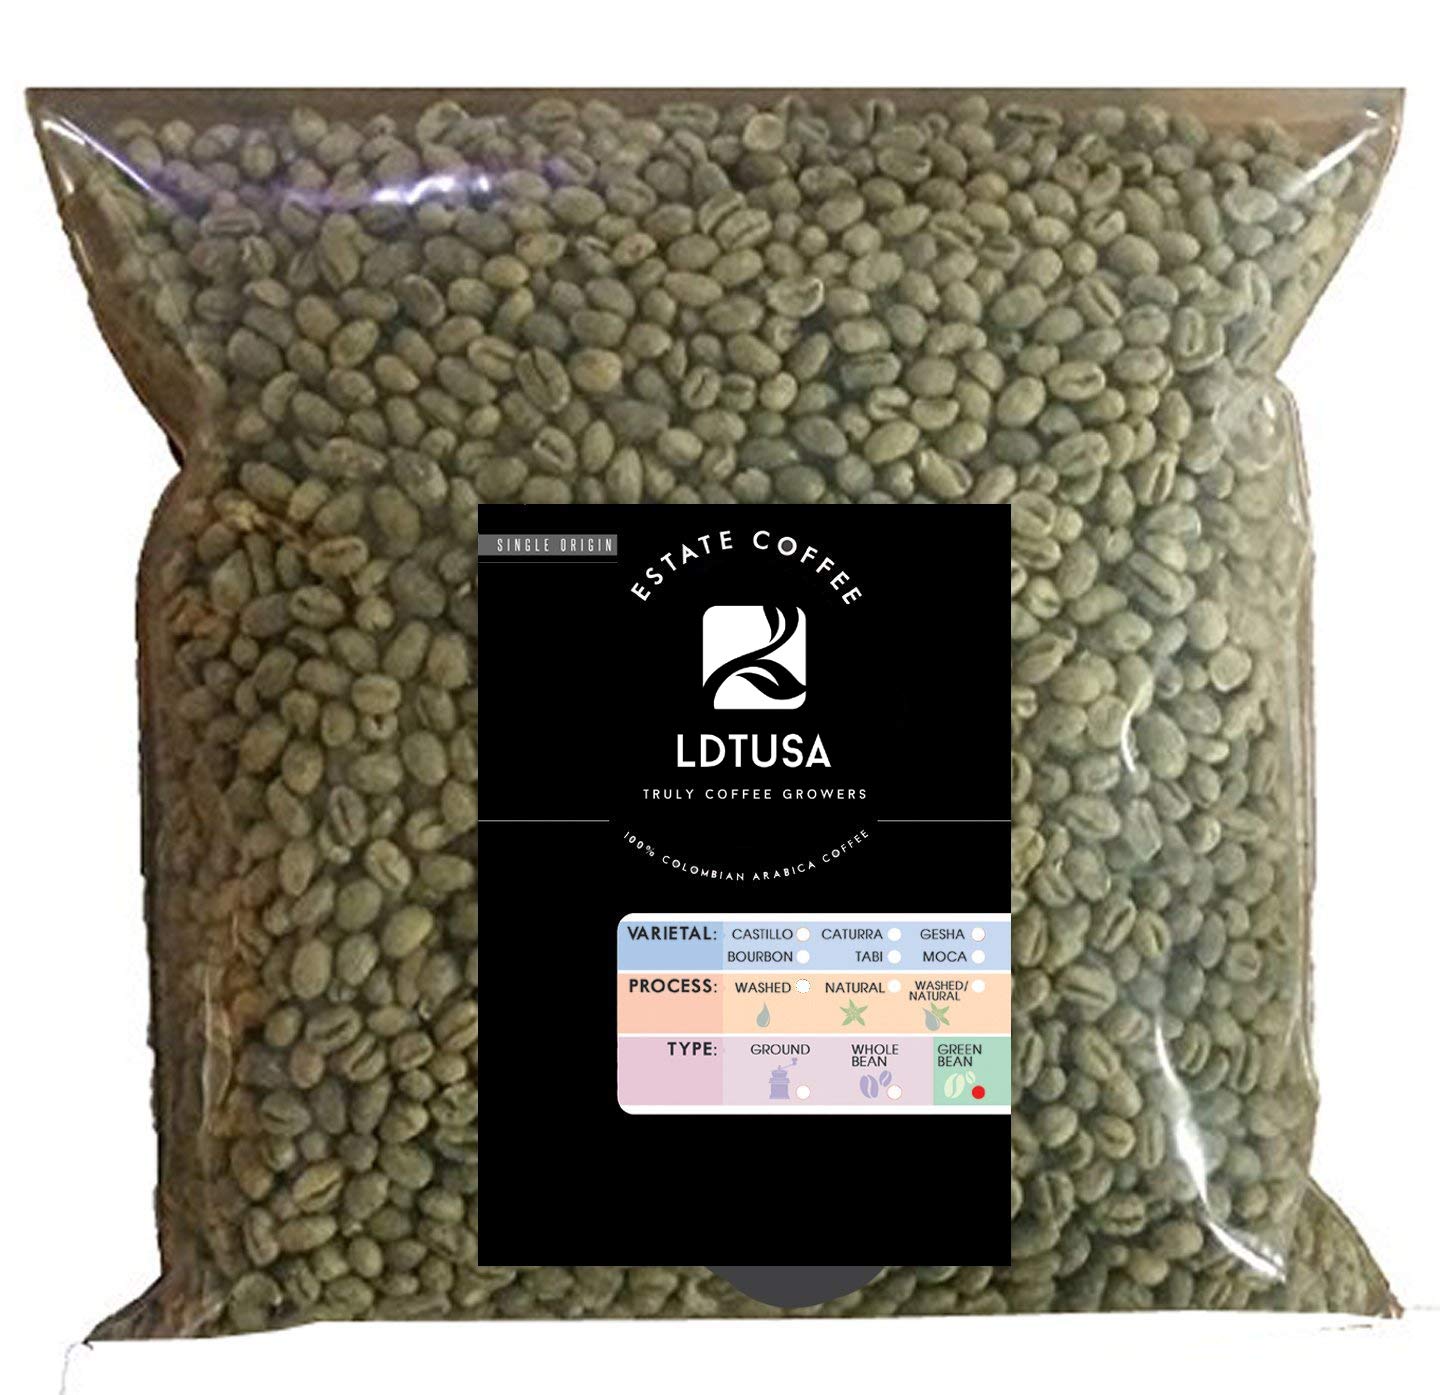 SINGLE ORIGIN
ESTATE COFFEE
LDTUSA
TRULY COFFEE GROWERS
100% COLOMBIAN ARABICA COFFEE
VARIETAL: CASTILLO CATURRA GESHA
BOURBON TABI MOCA
PROCESS: WASHED NATURAL WASHED/
NATURAL
TYPE: GROUND WHOLE GREEN
BEAN BEAN